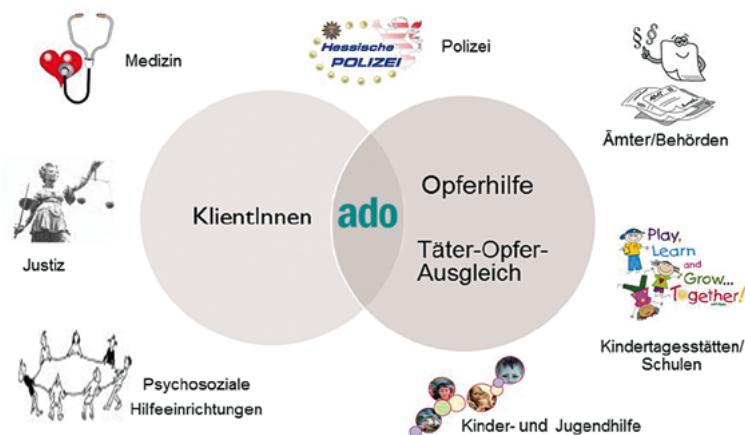 Medizin
Hessische
POLIZEI
Polizei
§§
Ämter/Behörden
KlientInnen
ado
Opferhilfe
Täter-Opfer-
Ausgleich
Justiz
Play,
Learn
and
Grow...
Together!
Kindertagesstätten/
Schulen
Psychosoziale
Hilfeeinrichtungen
Kinder- und Jugendhilfe